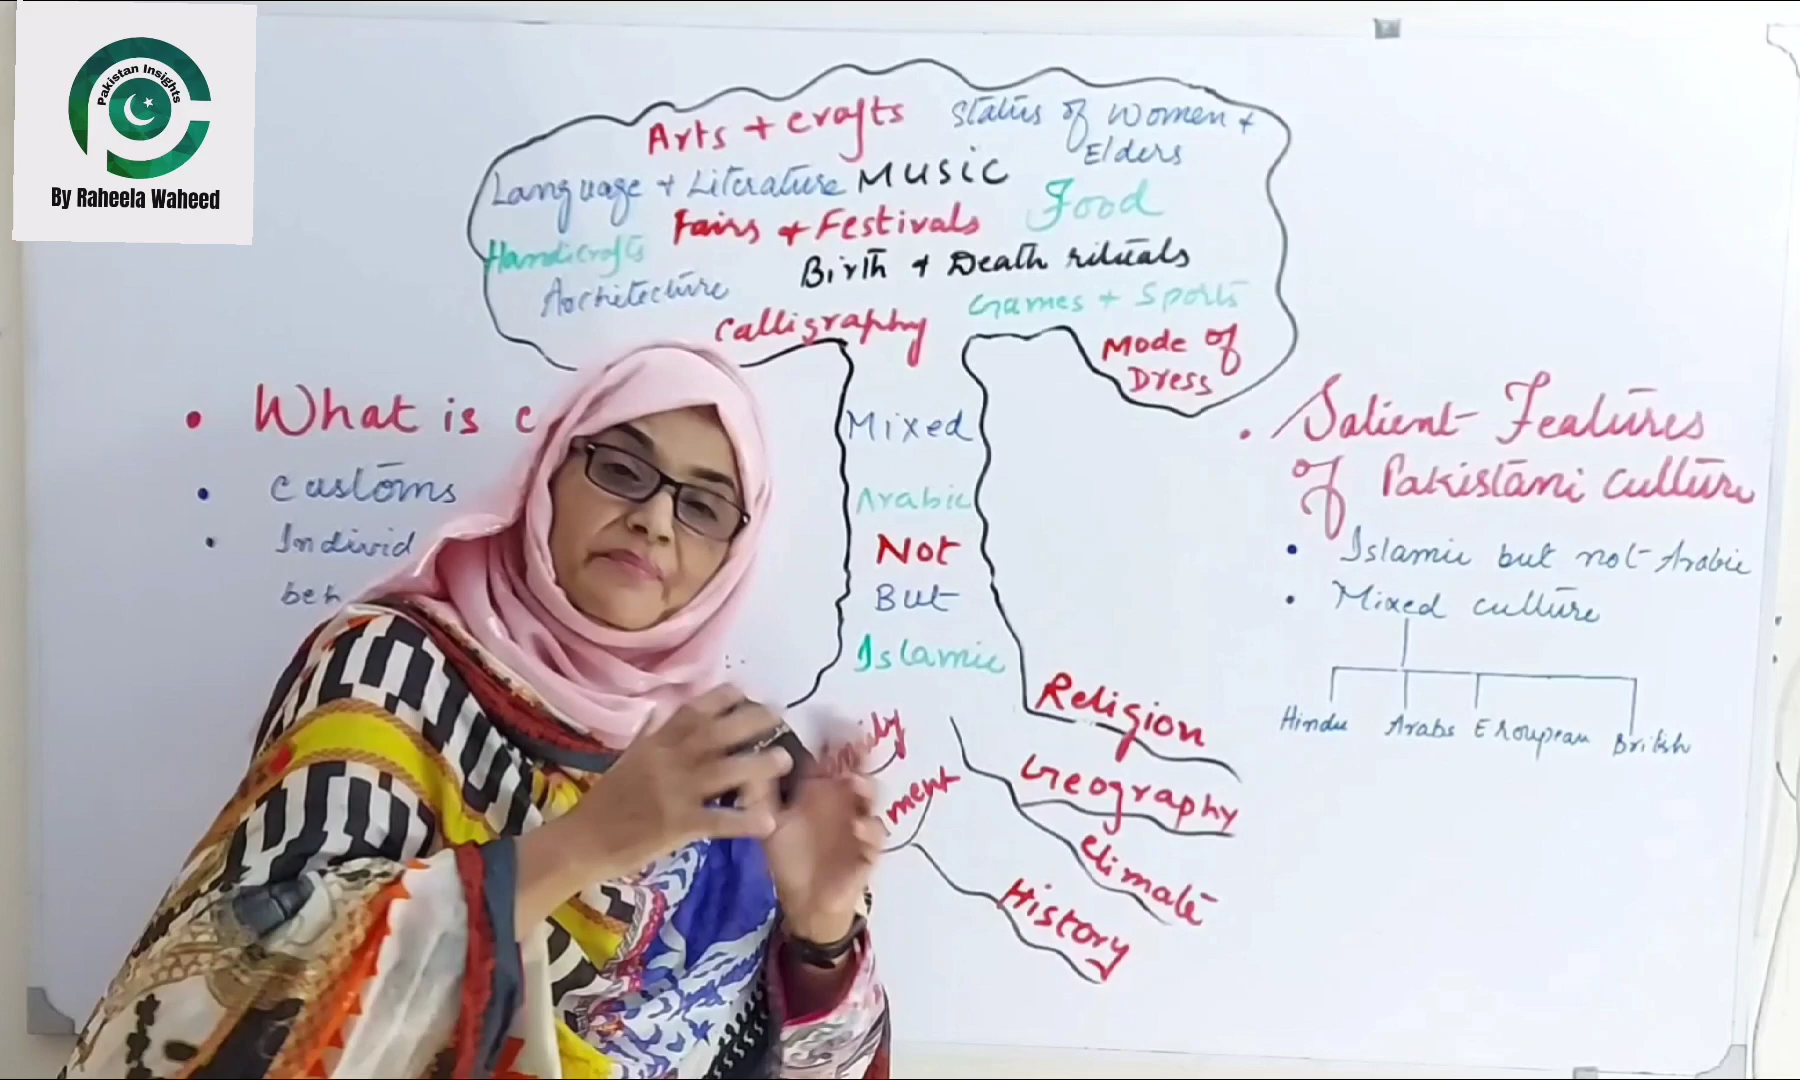 Pakistan Insights
By Raheela Waheed
Arts + crafts
Status of Women +
Elders
Language + Literature
Music
Food
Fairs + Festivals
Handicrafts
Birth + Death rituals
Architecture
Games + Sports
Calligraphy
Mode of
Dress
• What is c
• customs
• Individ
beh
Mixed
Arabic
Not
But
Islamic
Religion
Geography
climate
History
ment
• Salient Features
of Pakistani culture
• Islamic but not Arabic
• Mixed culture
Hindu Arabs Eroupean British